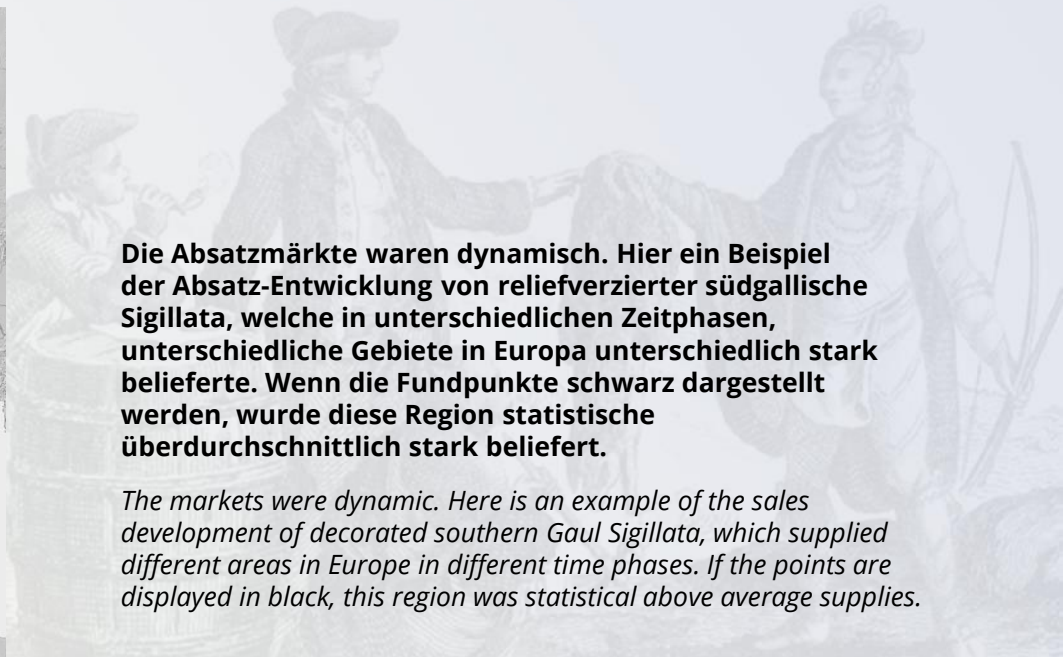 Die Absatzmärkte waren dynamisch. Hier ein Beispiel
der Absatz-Entwicklung von reliefverzierter südgallische
Sigillata, welche in unterschiedlichen Zeitphasen,
unterschiedliche Gebiete in Europa unterschiedlich stark
belieferte. Wenn die Fundpunkte schwarz dargestellt
werden, wurde diese Region statistische
überdurchschnittlich stark beliefert.
The markets were dynamic. Here is an example of the sales
development of decorated southern Gaul Sigillata, which supplied
different areas in Europe in different time phases. If the points are
displayed in black, this region was statistical above average supplies.